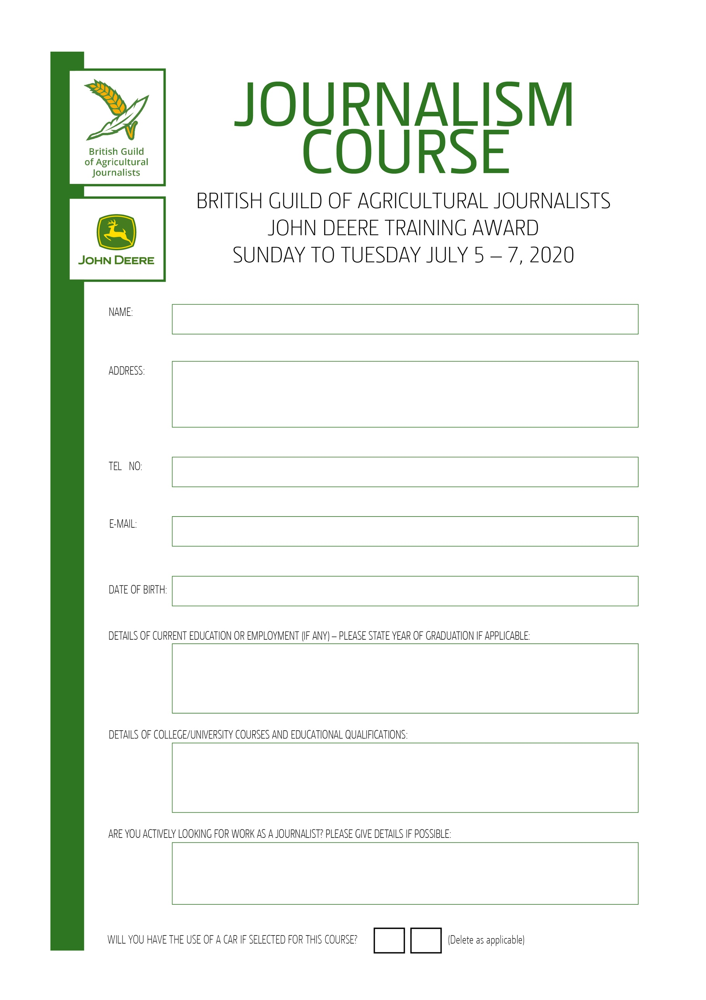 JOURNALISM
COURSE
British Guild
of Agricultural
Journalists
BRITISH GUILD OF AGRICULTURAL JOURNALISTS
JOHN DEERE TRAINING AWARD
SUNDAY TO TUESDAY JULY 5 – 7, 2020
JOHN DEERE
NAME:
ADDRESS:
TEL NO:
E-MAIL:
DATE OF BIRTH:
DETAILS OF CURRENT EDUCATION OR EMPLOYMENT (IF ANY) – PLEASE STATE YEAR OF GRADUATION IF APPLICABLE:
DETAILS OF COLLEGE/UNIVERSITY COURSES AND EDUCATIONAL QUALIFICATIONS:
ARE YOU ACTIVELY LOOKING FOR WORK AS A JOURNALIST? PLEASE GIVE DETAILS IF POSSIBLE:
WILL YOU HAVE THE USE OF A CAR IF SELECTED FOR THIS COURSE? (Delete as applicable)